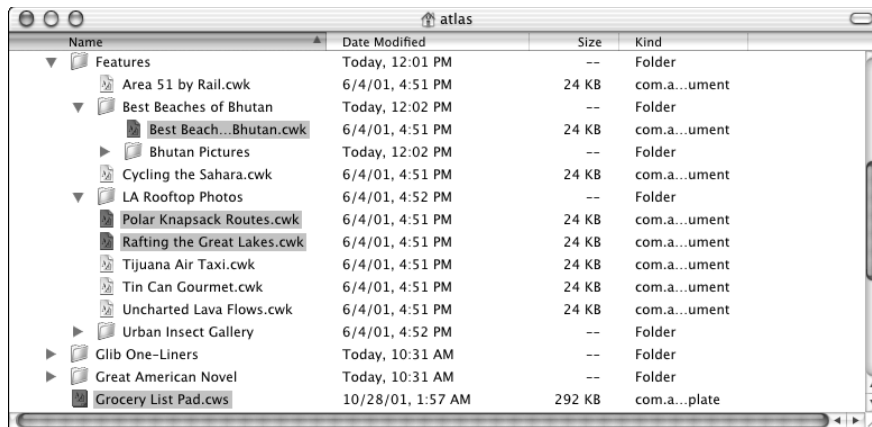 atlas
Name Date Modified Size Kind
Features Today, 12:01 PM -- Folder
Area 51 by Rail.cwk 6/4/01, 4:51 PM 24 KB com.a...ument
Best Beaches of Bhutan Today, 12:02 PM -- Folder
Best Beach...Bhutan.cwk 6/4/01, 4:51 PM 24 KB com.a...ument
Bhutan Pictures Today, 12:02 PM -- Folder
Cycling the Sahara.cwk 6/4/01, 4:51 PM 24 KB com.a...ument
LA Rooftop Photos 6/4/01, 4:52 PM -- Folder
Polar Knapsack Routes.cwk 6/4/01, 4:51 PM 24 KB com.a...ument
Rafting the Great Lakes.cwk 6/4/01, 4:51 PM 24 KB com.a...ument
Tijuana Air Taxi.cwk 6/4/01, 4:51 PM 24 KB com.a...ument
Tin Can Gourmet.cwk 6/4/01, 4:51 PM 24 KB com.a...ument
Uncharted Lava Flows.cwk 6/4/01, 4:51 PM 24 KB com.a...ument
Urban Insect Gallery 6/4/01, 4:52 PM -- Folder
Glib One-Liners Today, 10:31 AM -- Folder
Great American Novel Today, 10:31 AM -- Folder
Grocery List Pad.cws 10/28/01, 1:57 AM 292 KB com.a...plate